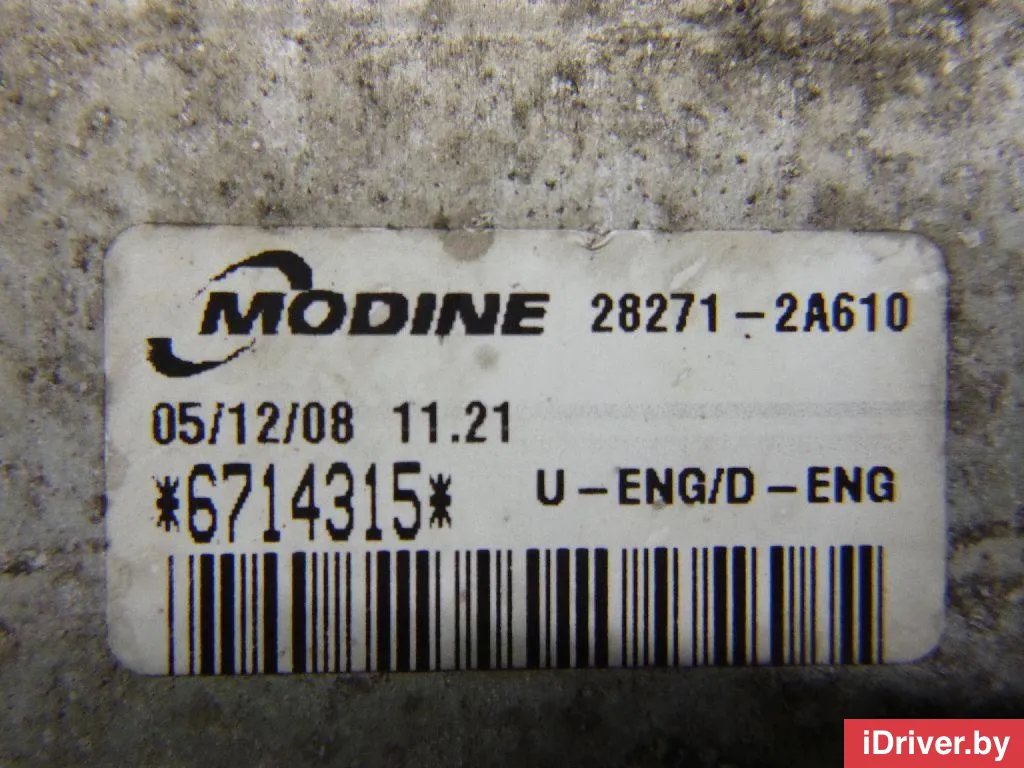 MODINE 28271-2A610
05/12/08 11.21
*6714315* U-ENG/D-ENG
iDriver.by